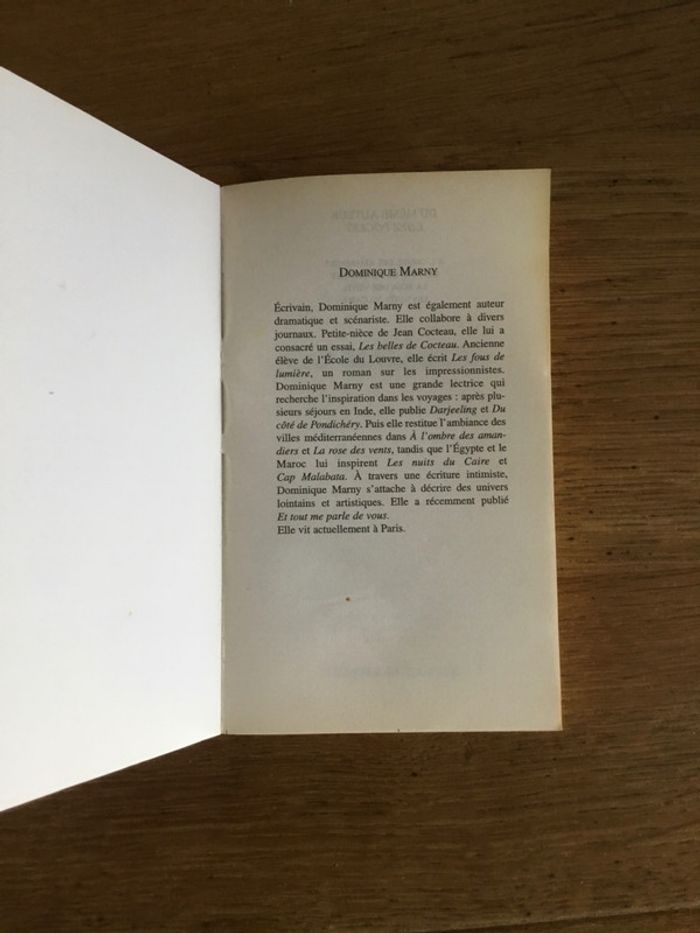 DOMINIQUE MARNY
Écrivain, Dominique Marny est également auteur
dramatique et scénariste. Elle collabore à divers
journaux. Petite-nièce de Jean Cocteau, elle lui a
consacré un essai, Les belles de Cocteau. Ancienne
élève de l'École du Louvre, elle écrit Les fous de
lumière, un roman sur les impressionnistes.
Dominique Marny est une grande lectrice qui
recherche l'inspiration dans les voyages : après plu-
sieurs séjours en Inde, elle publie Darjeeling et Du
côté de Pondichéry. Puis elle restitue l'ambiance des
villes méditerranéennes dans À l'ombre des aman-
diers et La rose des vents, tandis que l'Égypte et le
Maroc lui inspirent Les nuits du Caire et
Cap Malabata. À travers une écriture intimiste,
Dominique Marny s'attache à décrire des univers
lointains et artistiques. Elle a récemment publié
Et tout me parle de vous.
Elle vit actuellement à Paris.